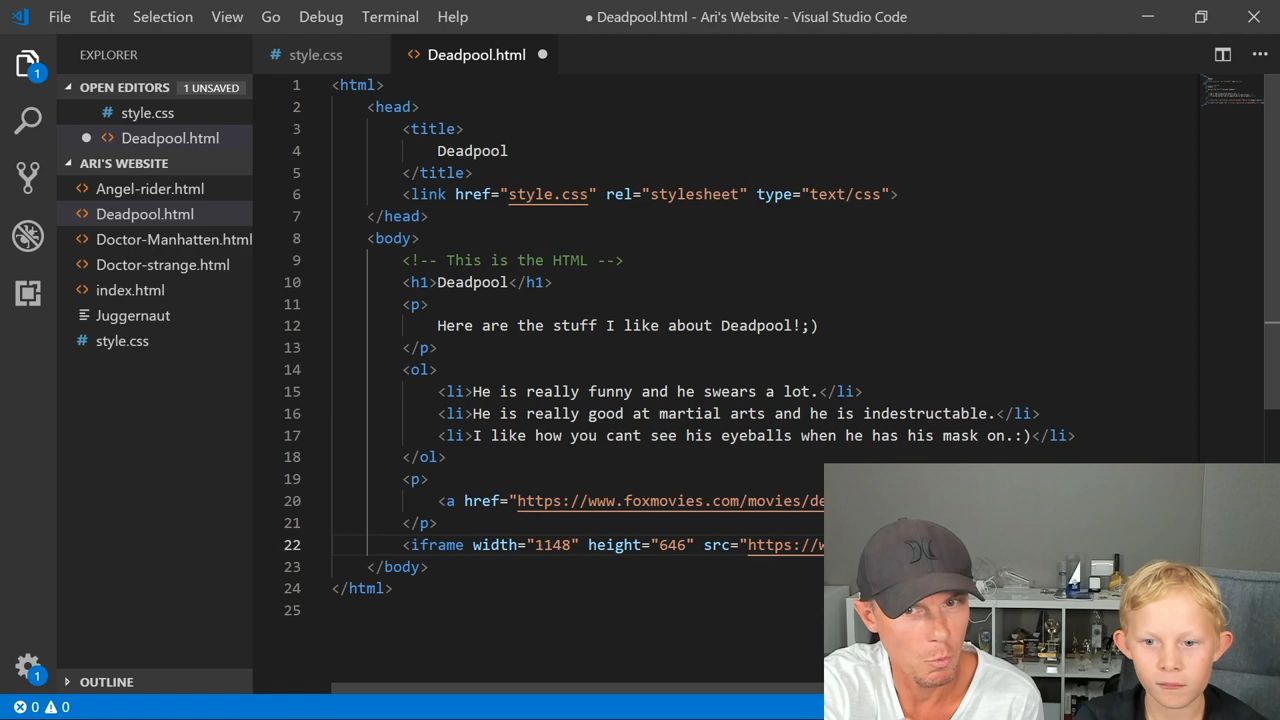 File Edit Selection View Go Debug Terminal Help ● Deadpool.html - Ari's Website - Visual Studio Code
EXPLORER
OPEN EDITORS 1 UNSAVED
style.css
Deadpool.html
ARI'S WEBSITE
Angel-rider.html
Deadpool.html
Doctor-Manhatten.html
Doctor-strange.html
index.html
Juggernaut
style.css
OUTLINE
1
1
0 0
style.css Deadpool.html
1 <html>
2 <head>
3 <title>
4 Deadpool
5 </title>
6 <link href="style.css" rel="stylesheet" type="text/css">
7 </head>
8 <body>
9 <!-- This is the HTML -->
10 <h1>Deadpool</h1>
11 <p>
12 Here are the stuff I like about Deadpool!;)
13 </p>
14 <ol>
15 <li>He is really funny and he swears a lot.</li>
16 <li>He is really good at martial arts and he is indestructable.</li>
17 <li>I like how you cant see his eyeballs when he has his mask on.:)</li>
18 </ol>
19 <p>
20 <a href="https://www.foxmovies.com/movies/de
21 </p>
22 <iframe width="1148" height="646" src="https://w
23 </body>
24 </html>
25